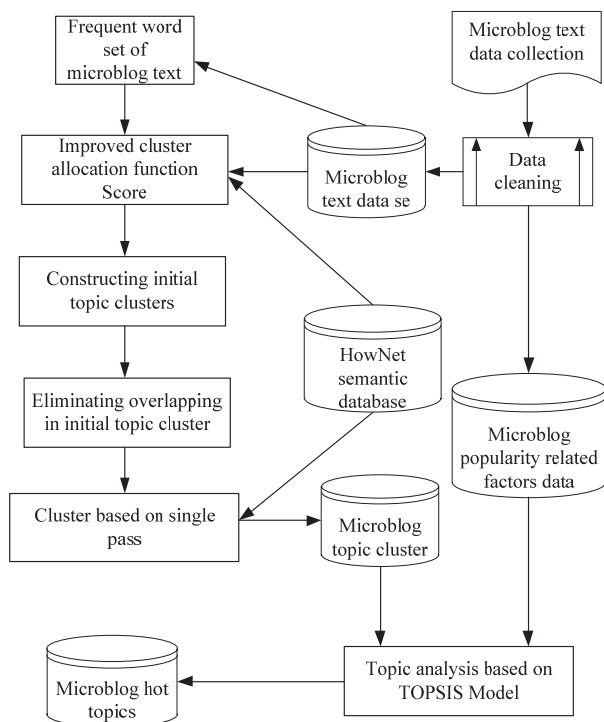 Frequent word
set of
microblog text
Microblog text
data collection
Improved cluster
allocation function
Score
Microblog
text data se
Data
cleaning
Constructing initial
topic clusters
HowNet
semantic
database
Eliminating overlapping
in initial topic cluster
Microblog
popularity related
factors data
Cluster based on single
pass
Microblog
topic cluster
Microblog hot
topics
Topic analysis based on
TOPSIS Model